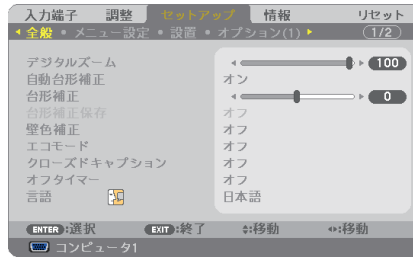 入力端子 調整 セットアップ 情報 リセット
全般 • メニュー設定 • 設置 • オプション(1) 1/2
デジタルズーム 100
自動台形補正 オン
台形補正 0
台形補正保存 オフ
壁色補正 オフ
エコモード オフ
クローズドキャプション オフ
オフタイマー オフ
言語 日本語
ENTER:選択 EXIT:終了 :移動 :移動
コンピュータ1